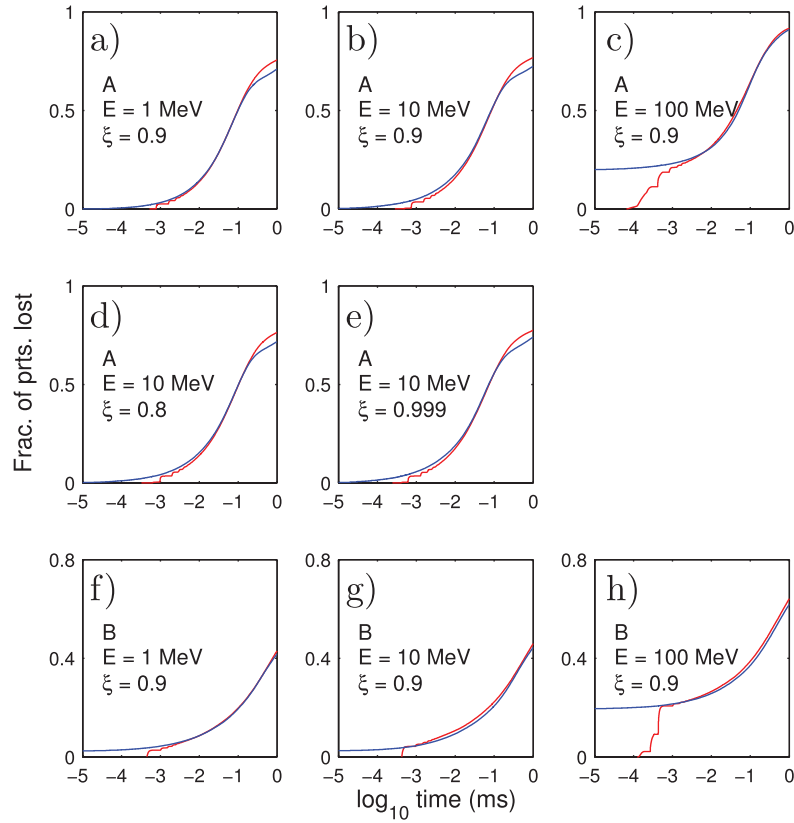 a)
A
E = 1 MeV
ξ = 0.9
1
0.5
0
−5 −4 −3 −2 −1 0
b)
A
E = 10 MeV
ξ = 0.9
1
0.5
0
−5 −4 −3 −2 −1 0
c)
A
E = 100 MeV
ξ = 0.9
1
0.5
0
−5 −4 −3 −2 −1 0
Frac. of prts. lost
d)
A
E = 10 MeV
ξ = 0.8
1
0.5
0
−5 −4 −3 −2 −1 0
e)
A
E = 10 MeV
ξ = 0.999
1
0.5
0
−5 −4 −3 −2 −1 0
f)
B
E = 1 MeV
ξ = 0.9
0.8
0.4
0
−5 −4 −3 −2 −1 0
g)
B
E = 10 MeV
ξ = 0.9
0.8
0.4
0
−5 −4 −3 −2 −1 0
h)
B
E = 100 MeV
ξ = 0.9
0.8
0.4
0
−5 −4 −3 −2 −1 0
log10 time (ms)